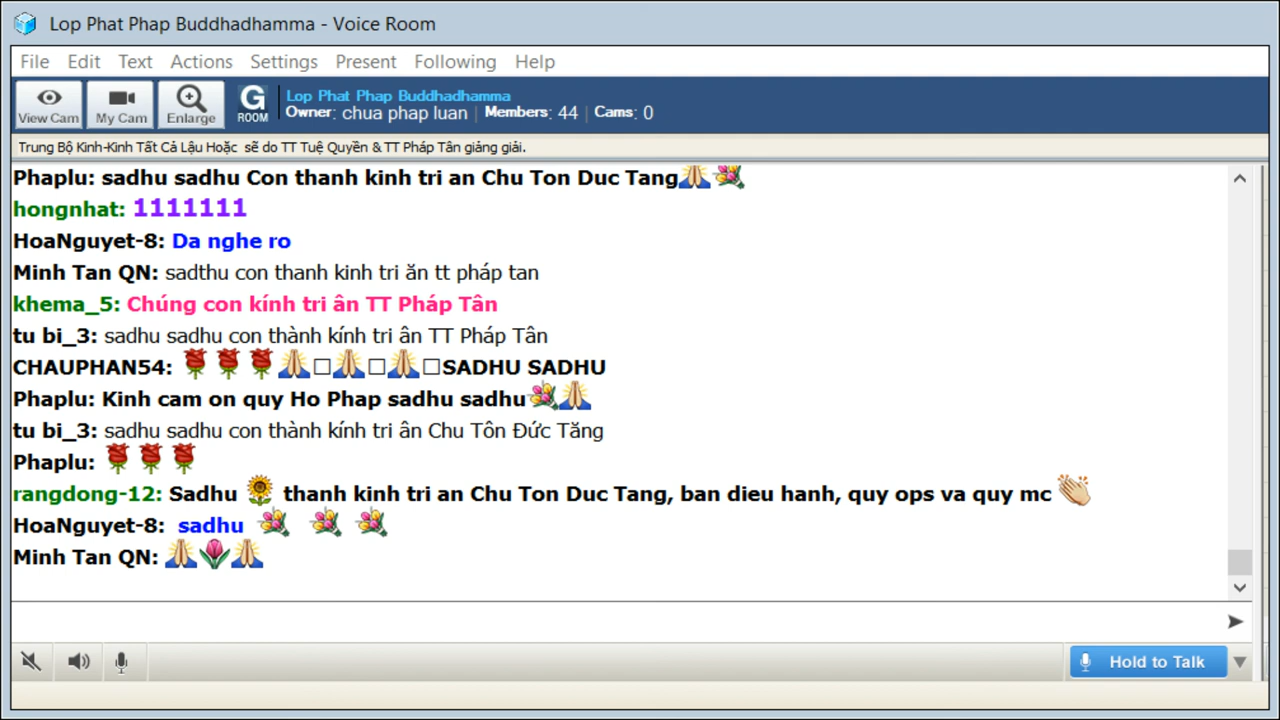 Lop Phat Phap Buddhadhamma - Voice Room
File Edit Text Actions Settings Present Following Help
View Cam My Cam Enlarge G ROOM Lop Phat Phap Buddhadhamma
Owner: chua phap luan | Members: 44 | Cams: 0
Trung Bộ Kinh-Kinh Tất Cả Lậu Hoặc sẽ do TT Tuệ Quyền & TT Pháp Tân giảng giải.
Phaplu: sadhu sadhu Con thanh kinh tri an Chu Ton Duc Tang🙏💐
hongnhat: 1111111
HoaNguyet-8: Da nghe ro
Minh Tan QN: sadthu con thanh kinh tri ăn tt pháp tan
khema_5: Chúng con kính tri ân TT Pháp Tân
tu bi_3: sadhu sadhu con thành kính tri ân TT Pháp Tân
CHAUPHAN54: 🌹🌹🌹🙏□🙏□🙏□SADHU SADHU
Phaplu: Kinh cam on quy Ho Phap sadhu sadhu💐🙏
tu bi_3: sadhu sadhu con thành kính tri ân Chu Tôn Đức Tăng
Phaplu: 🌹🌹🌹
rangdong-12: Sadhu 🌻 thanh kinh tri an Chu Ton Duc Tang, ban dieu hanh, quy ops va quy mc 👏
HoaNguyet-8: sadhu 💐 💐 💐
Minh Tan QN: 🙏🌷🙏
Hold to Talk